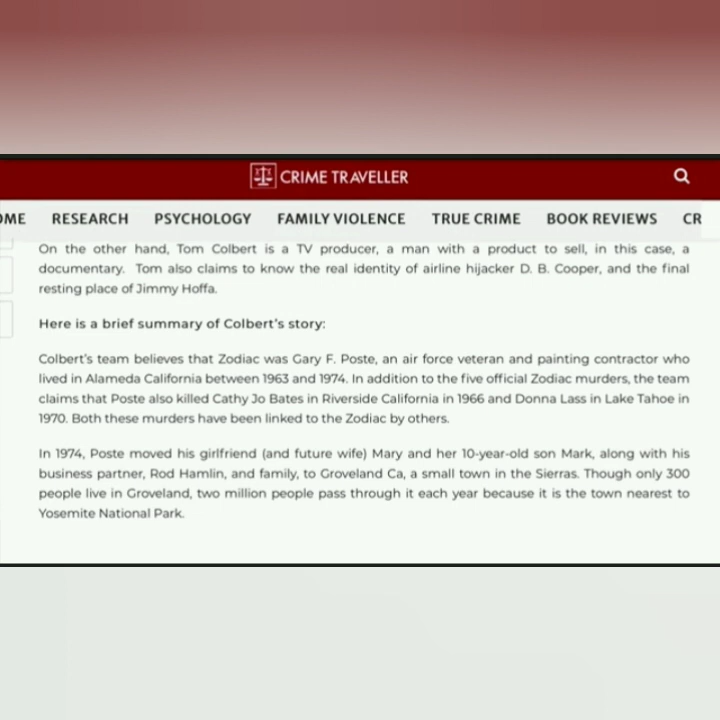 CRIME TRAVELLER
OME RESEARCH PSYCHOLOGY FAMILY VIOLENCE TRUE CRIME BOOK REVIEWS CR
On the other hand, Tom Colbert is a TV producer, a man with a product to sell, in this case, a
documentary. Tom also claims to know the real identity of airline hijacker D. B. Cooper, and the final
resting place of Jimmy Hoffa.
Here is a brief summary of Colbert's story:
Colbert's team believes that Zodiac was Gary F. Poste, an air force veteran and painting contractor who
lived in Alameda California between 1963 and 1974. In addition to the five official Zodiac murders, the team
claims that Poste also killed Cathy Jo Bates in Riverside California in 1966 and Donna Lass in Lake Tahoe in
1970. Both these murders have been linked to the Zodiac by others.
In 1974, Poste moved his girlfriend (and future wife) Mary and her 10-year-old son Mark, along with his
business partner, Rod Hamlin, and family, to Groveland Ca, a small town in the Sierras. Though only 300
people live in Groveland, two million people pass through it each year because it is the town nearest to
Yosemite National Park.